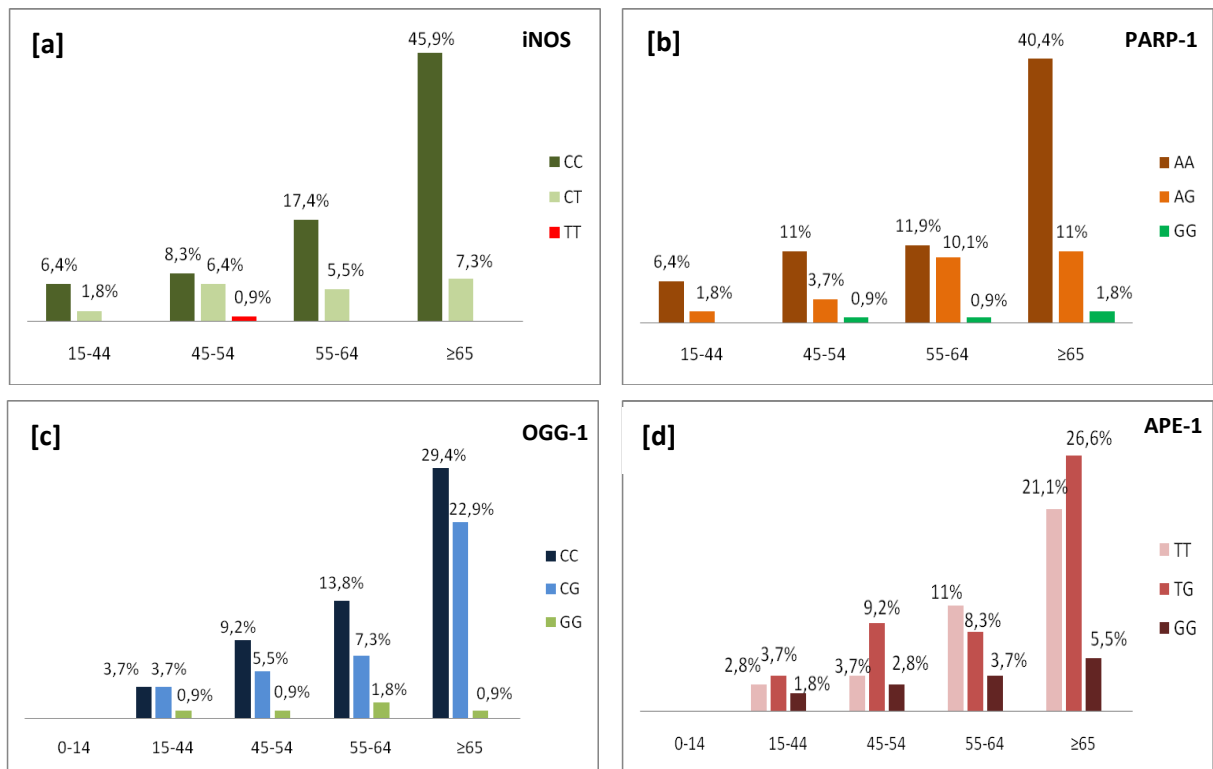 [a]
iNOS
45,9%
17,4%
8,3%
6,4%
6,4%
5,5%
7,3%
1,8%
0,9%
CC
CT
TT
15-44 45-54 55-64 ≥65
[b]
PARP-1
40,4%
11%
11,9%
10,1%
11%
6,4%
3,7%
1,8%
0,9%
0,9%
1,8%
AA
AG
GG
15-44 45-54 55-64 ≥65
[c]
OGG-1
29,4%
22,9%
13,8%
9,2%
7,3%
5,5%
3,7%
3,7%
0,9%
0,9%
1,8%
0,9%
CC
CG
GG
0-14 15-44 45-54 55-64 ≥65
[d]
APE-1
26,6%
21,1%
11%
9,2%
8,3%
5,5%
2,8%
3,7%
3,7%
2,8%
3,7%
1,8%
TT
TG
GG
0-14 15-44 45-54 55-64 ≥65